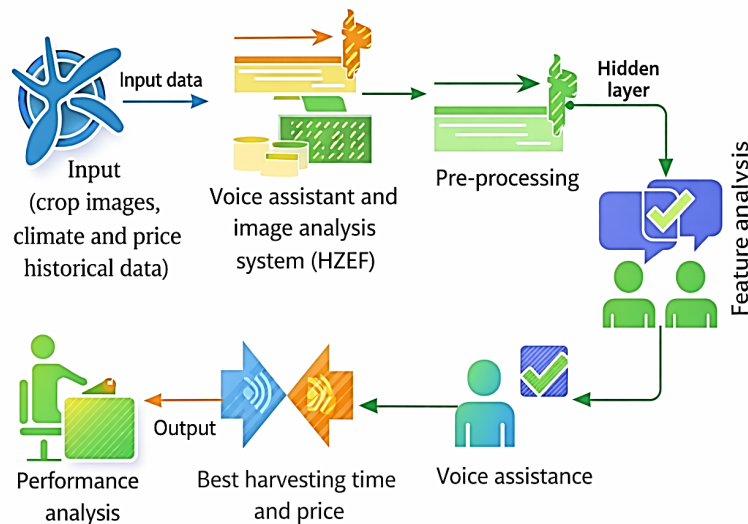 Input data
Input
(crop images,
climate and price
historical data)
Voice assistant and
image analysis
system (HZEF)
Pre-processing
Hidden
layer
Feature analysis
Voice assistance
Best harvesting time
and price
Output
Performance
analysis